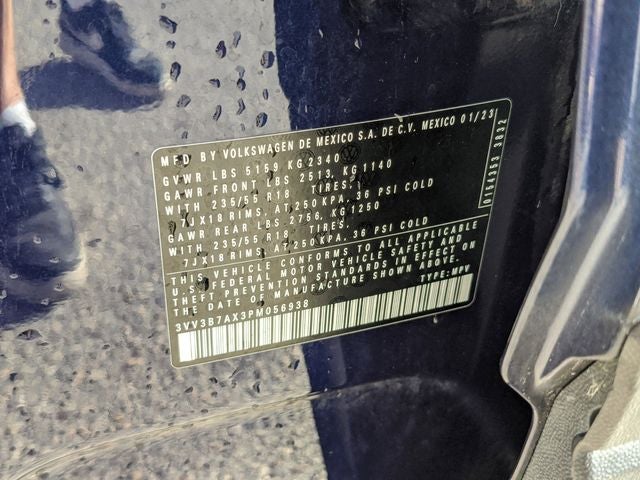 MFD BY VOLKSWAGEN DE MEXICO S.A. DE C.V. MEXICO 01/23
GVWR LBS 5159 KG 2340
GAWR FRONT LBS 2513, KG 1140
WITH 235/55 R18 TIRES,
7JX18 RIMS, AT 250 KPA, 36 PSI COLD
GAWR REAR LBS 2756, KG 1250
WITH 235/55 R18 TIRES,
7JX18 RIMS, AT 250 KPA, 36 PSI COLD
THIS VEHICLE CONFORMS TO ALL APPLICABLE
U.S. FEDERAL MOTOR VEHICLE SAFETY AND
THEFT PREVENTION STANDARDS IN EFFECT ON
THE DATE OF MANUFACTURE SHOWN ABOVE.
TYPE: MPV
3VV3B7AX3PM056938